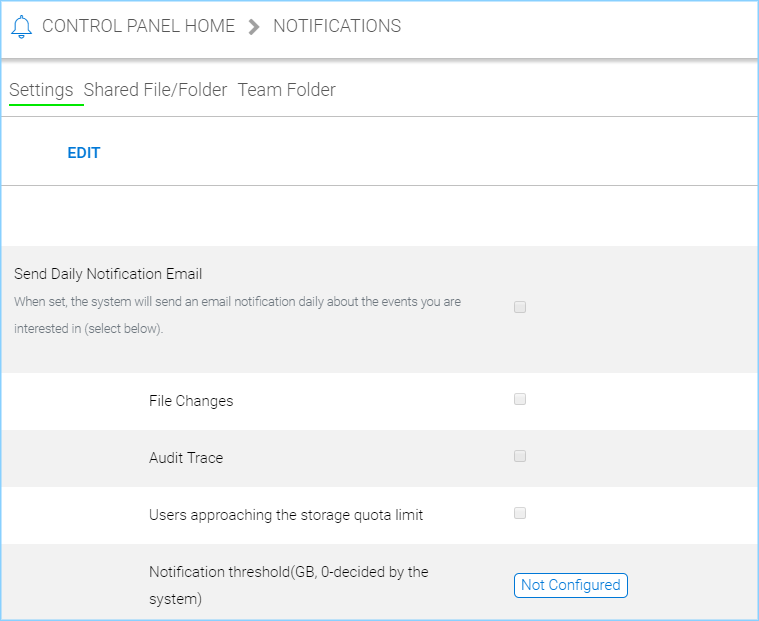 CONTROL PANEL HOME NOTIFICATIONS
Settings Shared File/Folder Team Folder
EDIT
Send Daily Notification Email
When set, the system will send an email notification daily about the events you are
interested in (select below).
File Changes
Audit Trace
Users approaching the storage quota limit
Notification threshold(GB, 0-decided by the
system)
Not Configured